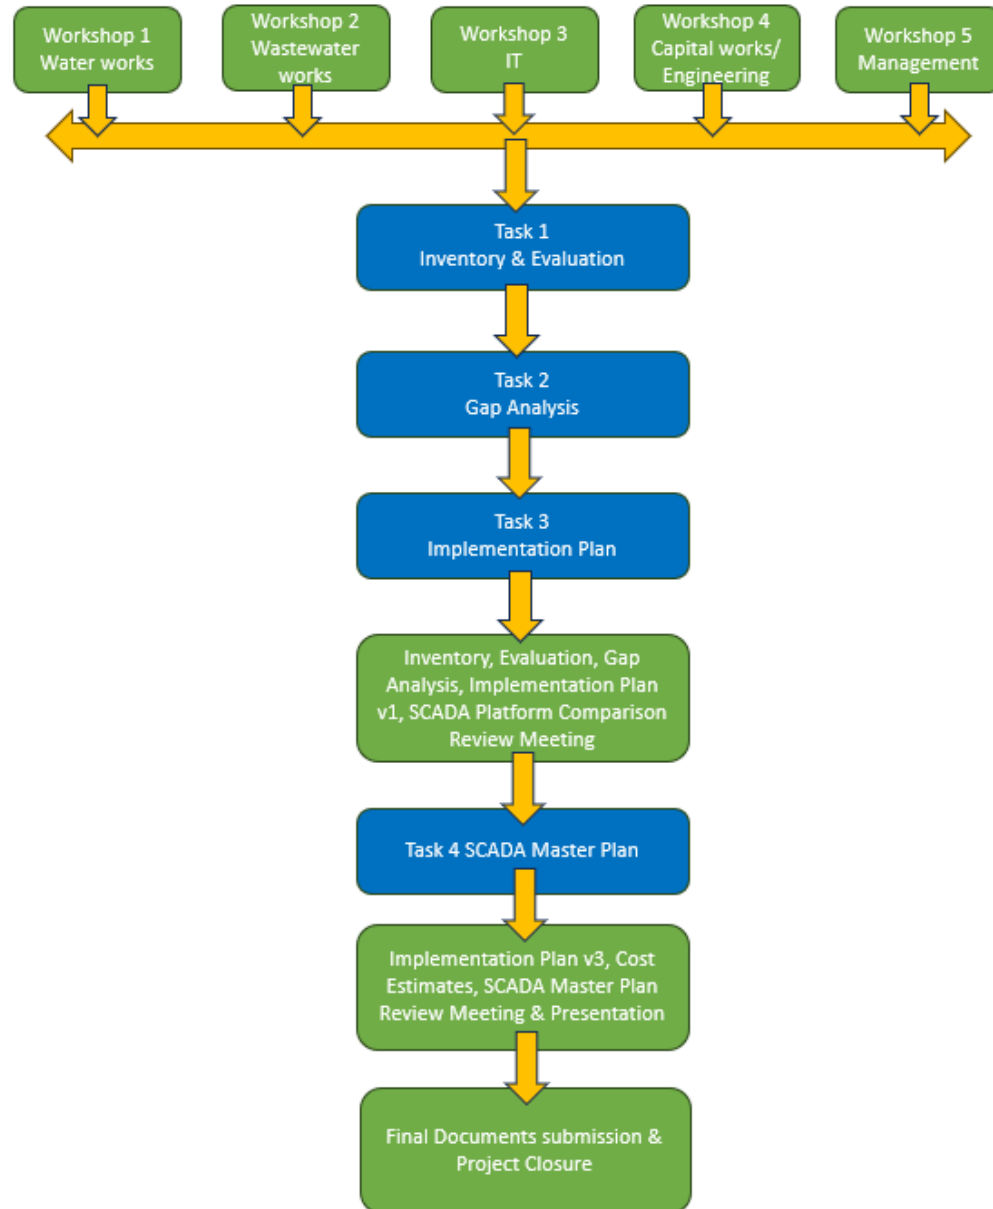 Workshop 1
Water works
Workshop 2
Wastewater
works
Workshop 3
IT
Workshop 4
Capital works/
Engineering
Workshop 5
Management
Task 1
Inventory & Evaluation
Task 2
Gap Analysis
Task 3
Implementation Plan
Inventory, Evaluation, Gap
Analysis, Implementation Plan
v1, SCADA Platform Comparison
Review Meeting
Task 4 SCADA Master Plan
Implementation Plan v3, Cost
Estimates, SCADA Master Plan
Review Meeting & Presentation
Final Documents submission &
Project Closure